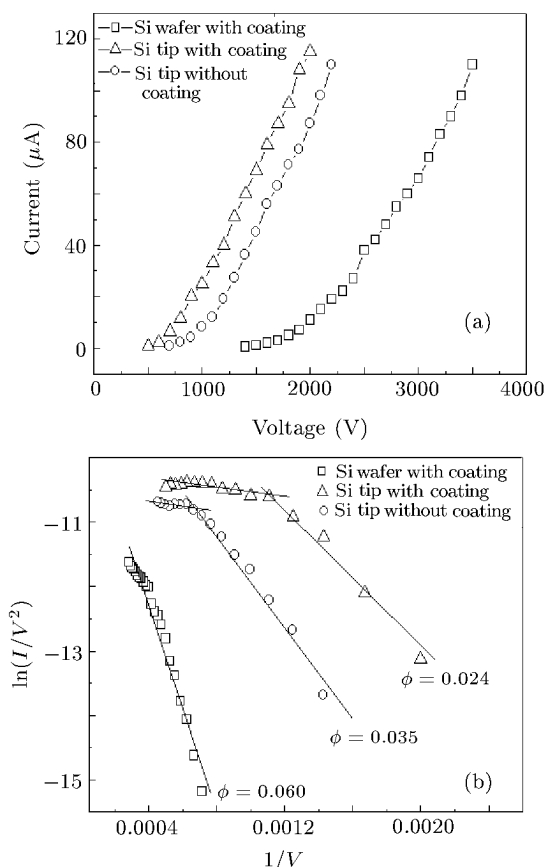 120
80
40
0
Current (μA)
Si wafer with coating
Si tip with coating
Si tip without
coating
(a)
0 1000 2000 3000 4000
Voltage (V)
−11
−13
−15
ln(I/V²)
Si wafer with coating
Si tip with coating
Si tip without coating
ϕ = 0.024
ϕ = 0.035
ϕ = 0.060
(b)
0.0004 0.0012 0.0020
1/V